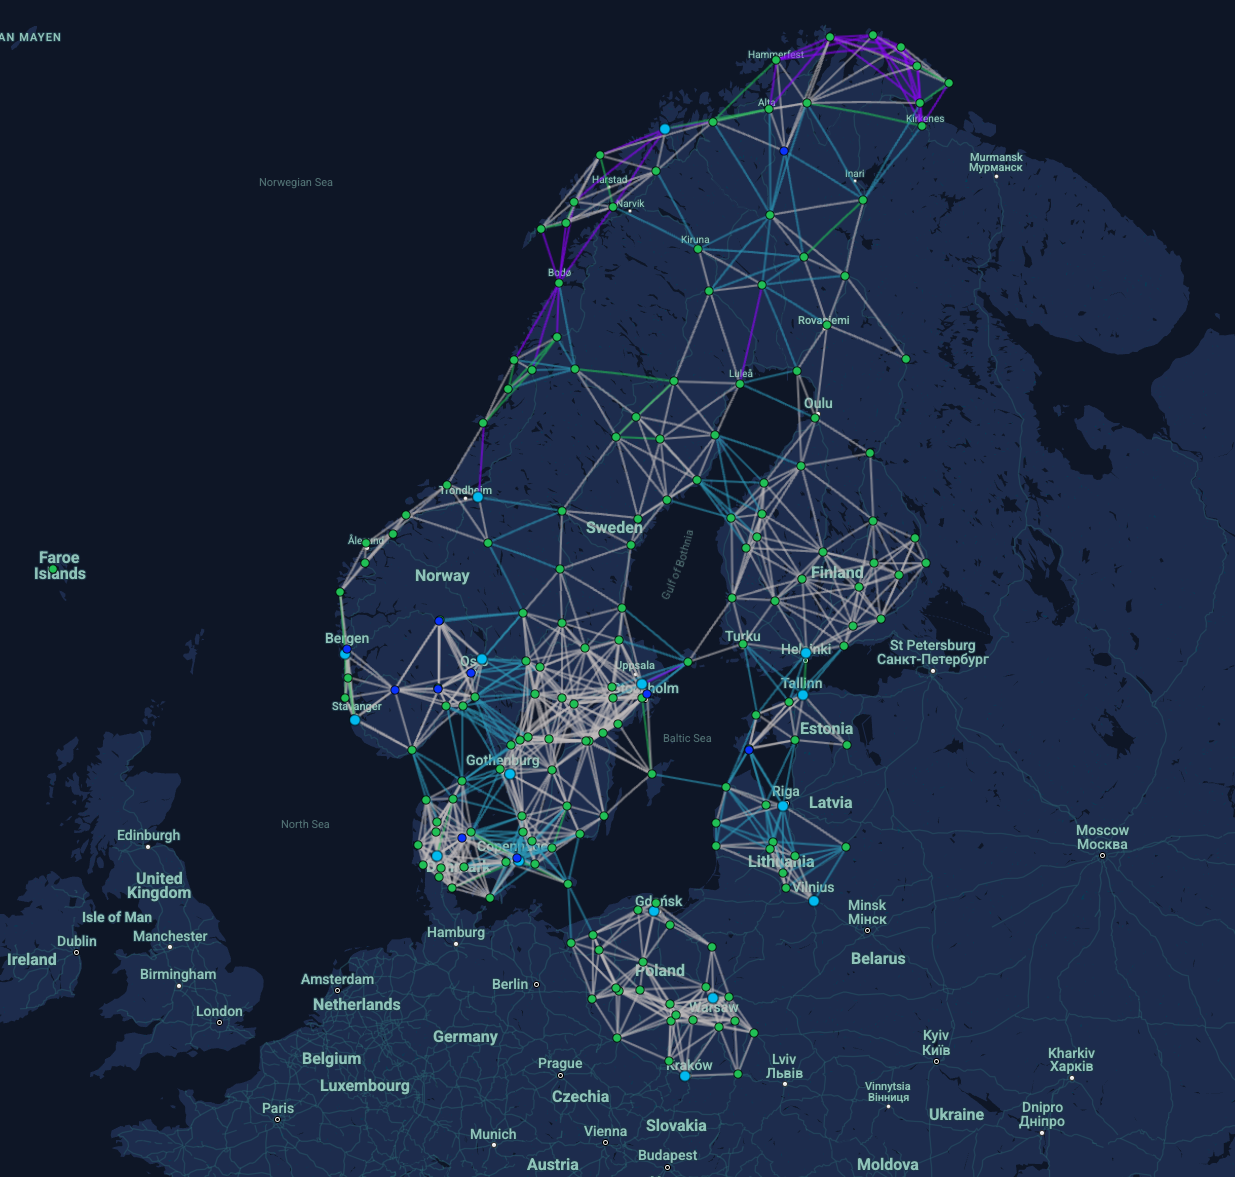 AN MAYEN
Hammerfest
Alta
Kirkenes
Murmansk
Мурманск
Norwegian Sea
Harstad
Inari
Narvik
Kiruna
Bodø
Rovaniemi
Luleå
Oulu
Trondheim
Sweden
Ålesund
Faroe
Islands
Norway
Gulf of Bothnia
Finland
Bergen
Turku
Helsinki
St Petersburg
Санкт-Петербург
Oslo
Uppsala
Stockholm
Tallinn
Stavanger
Estonia
Baltic Sea
Gothenburg
Riga
Latvia
North Sea
Edinburgh
Moscow
Москва
Copenhagen
Denmark
Lithuania
United
Kingdom
Vilnius
Isle of Man
Gdańsk
Minsk
Мінск
Dublin
Manchester
Hamburg
Ireland
Birmingham
Amsterdam
Berlin
Poland
Belarus
London
Netherlands
Warsaw
Germany
Kyiv
Київ
Belgium
Prague
Kraków
Lviv
Львів
Kharkiv
Харків
Luxembourg
Czechia
Vinnytsia
Вінниця
Paris
Ukraine
Dnipro
Дніпро
Munich
Vienna
Slovakia
Budapest
Austria
Moldova